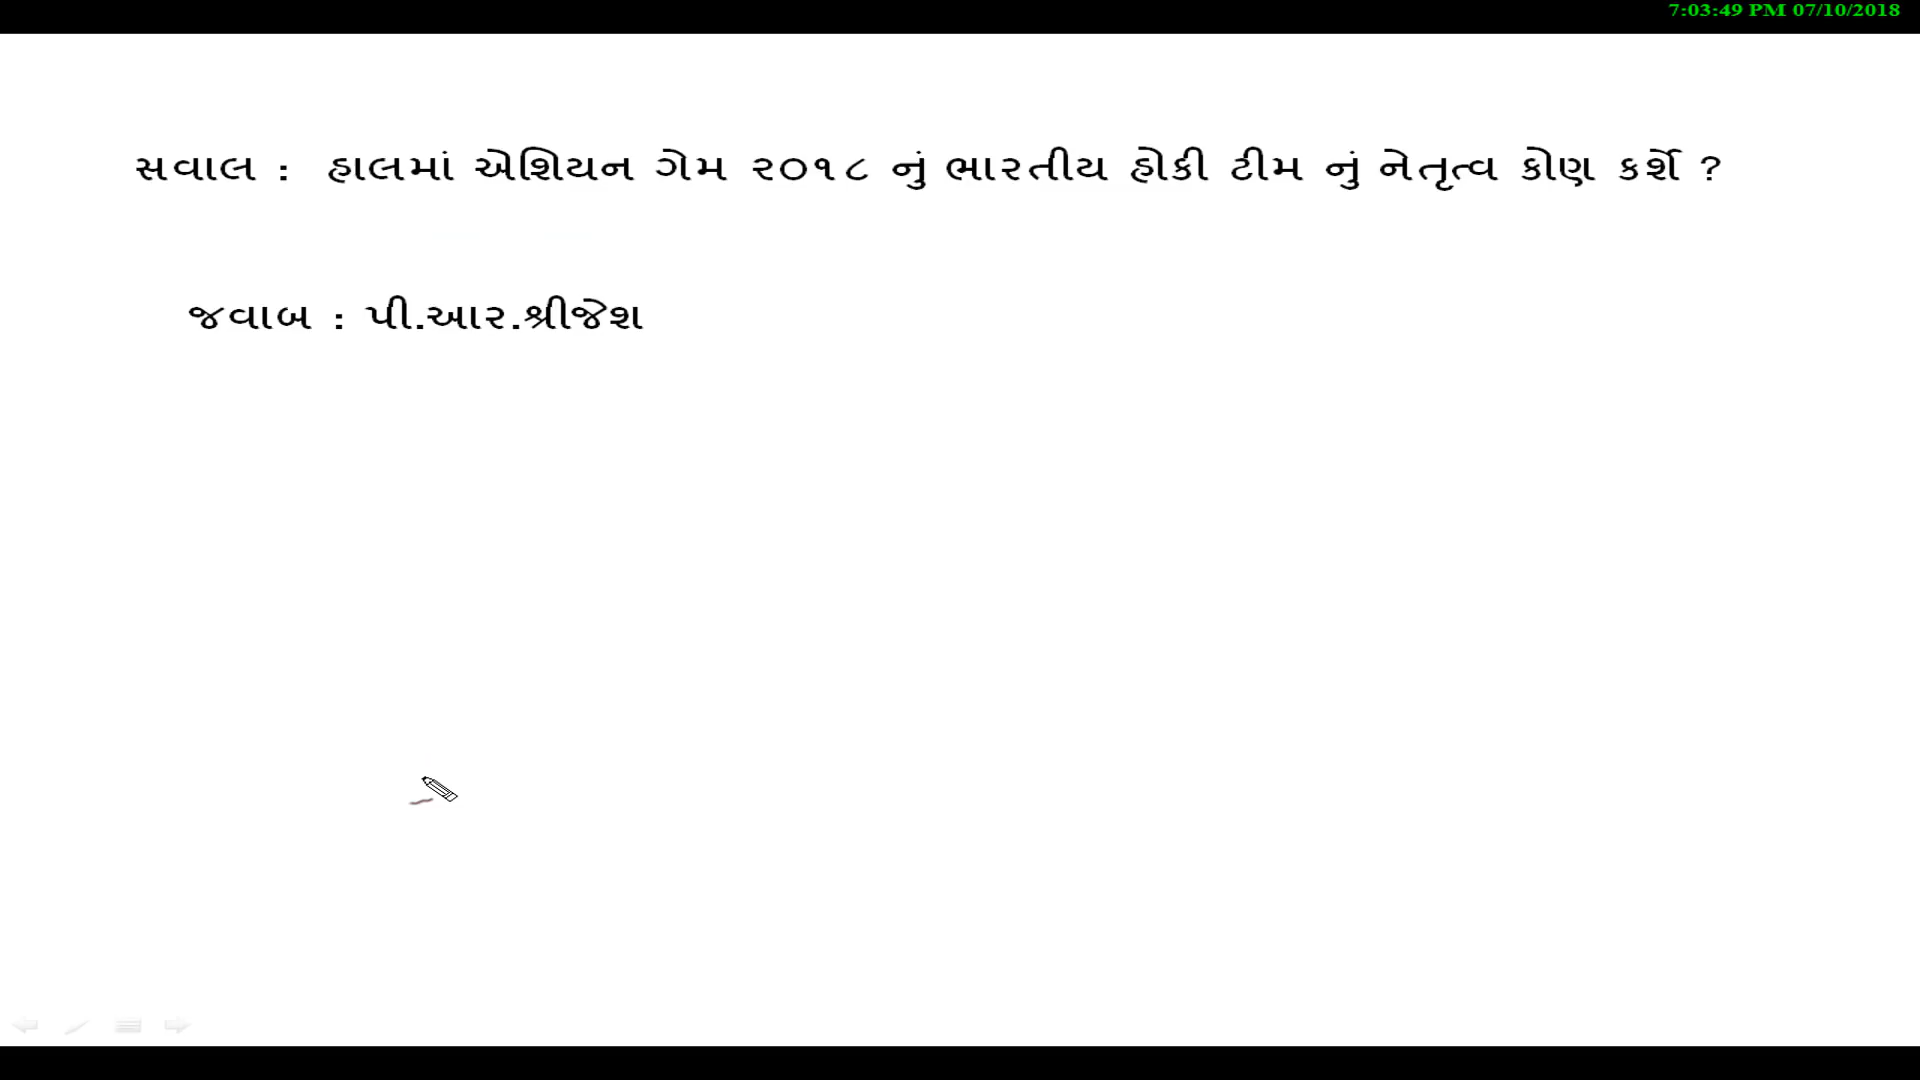 7:03:49 PM 07/10/2018
સવાલ : હાલમાં એશિયન ગેમ ૨૦૧૮ નું ભારતીય હોકી ટીમ નું નેતૃત્વ કોણ કર્શે ?
જવાબ : પી.આર.શ્રીજેશ